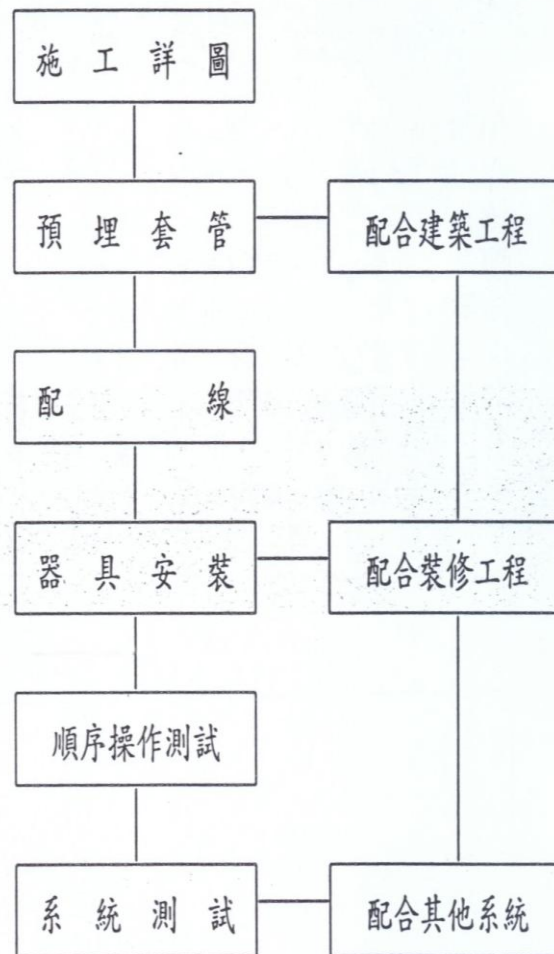 施工詳圖
預埋套管
配合建築工程
配線
器具安裝
配合裝修工程
順序操作測試
系統測試
配合其他系統